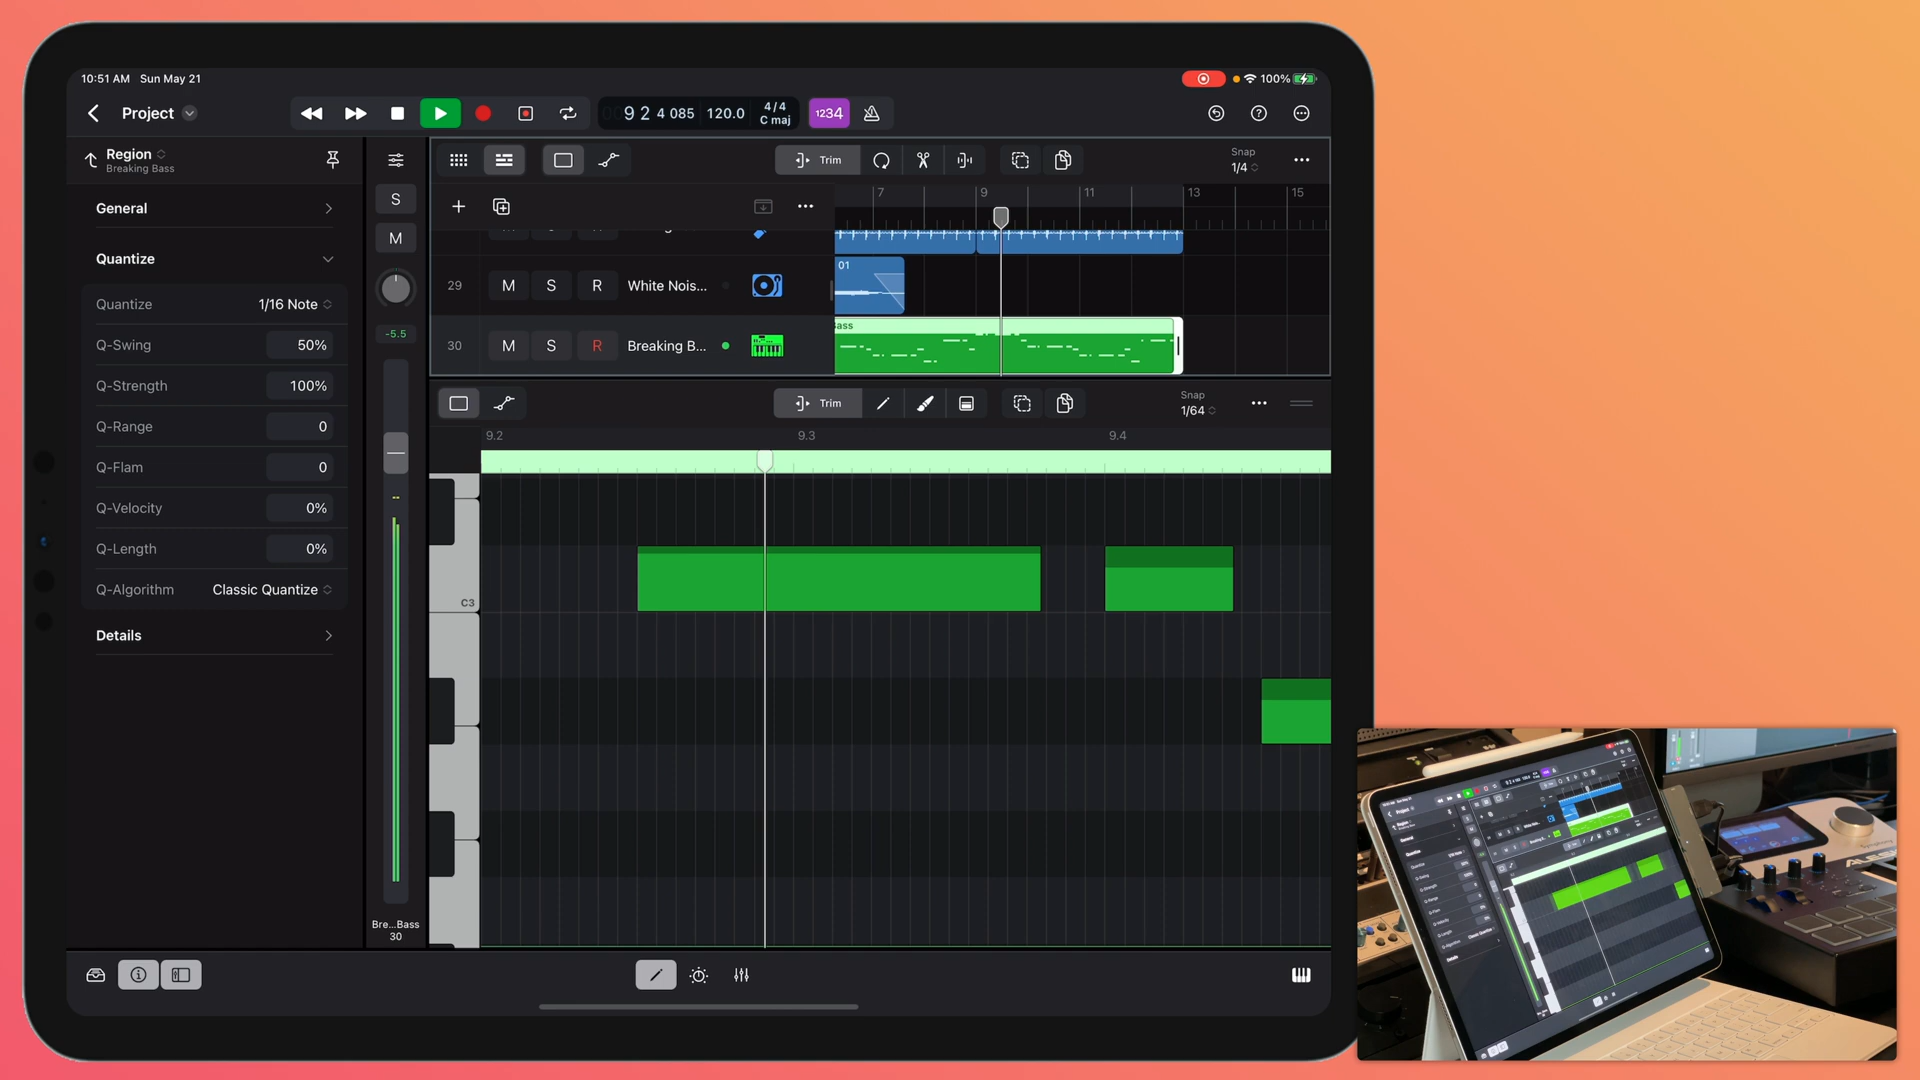 10:51 AM Sun May 21
100%
Project
9 2 4 085
120.0
4/4
C maj
1234
Region
Breaking Bass
S
M
-5.5
General
Quantize
Quantize 1/16 Note
Q-Swing 50%
Q-Strength 100%
Q-Range 0
Q-Flam 0
Q-Velocity 0%
Q-Length 0%
Q-Algorithm Classic Quantize
Details
Bre...Bass
30
Trim
Snap
1/4
7 9 11 13 15
29 M S R White Nois...
01
30 M S R Breaking B...
Bass
Trim
Snap
1/64
9.2 9.3 9.4
C3
ALESIS